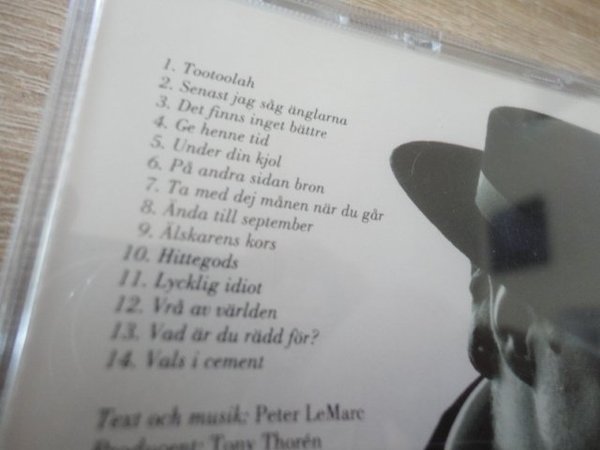 1. Tootoolah
2. Senast jag såg änglarna
3. Det finns inget bättre
4. Ge henne tid
5. Under din kjol
6. På andra sidan bron
7. Ta med dej månen när du går
8. Ända till september
9. Älskarens kors
10. Hittegods
11. Lycklig idiot
12. Vrå av världen
13. Vad är du rädd för?
14. Vals i cement
Text och musik: Peter LeMarc
Producent: Tony Thorén